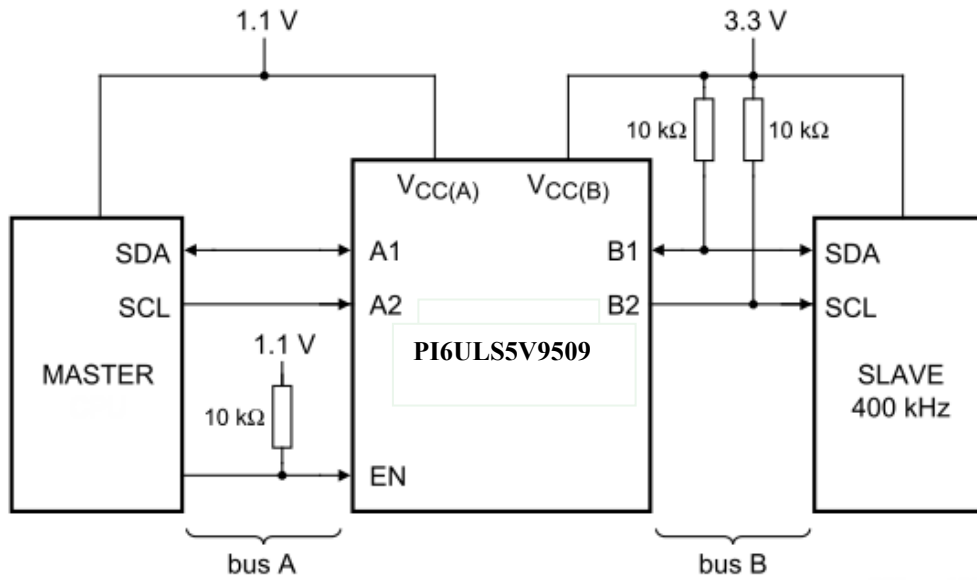 1.1 V
3.3 V
10 kΩ
10 kΩ
VCC(A)
VCC(B)
SDA
A1
B1
SDA
SCL
A2
B2
SCL
1.1 V
PI6ULS5V9509
MASTER
SLAVE
400 kHz
10 kΩ
EN
bus A
bus B